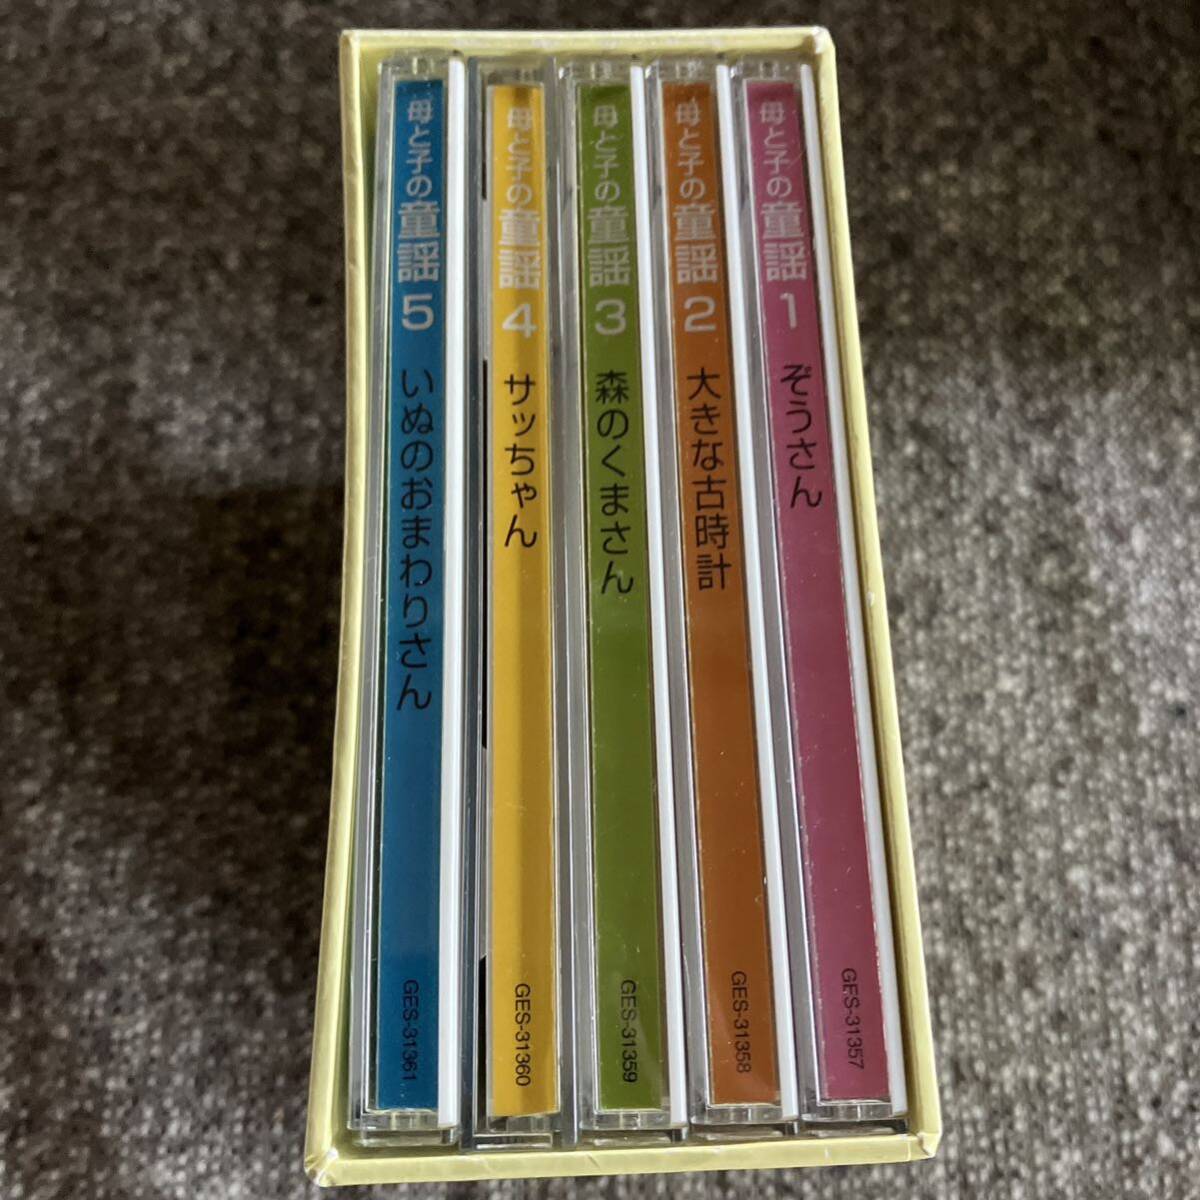 母と子の童謡 5 いぬのおまわりさん GES-31361
母と子の童謡 4 サッちゃん GES-31360
母と子の童謡 3 森のくまさん GES-31359
母と子の童謡 2 大きな古時計 GES-31358
母と子の童謡 1 ぞうさん GES-31357